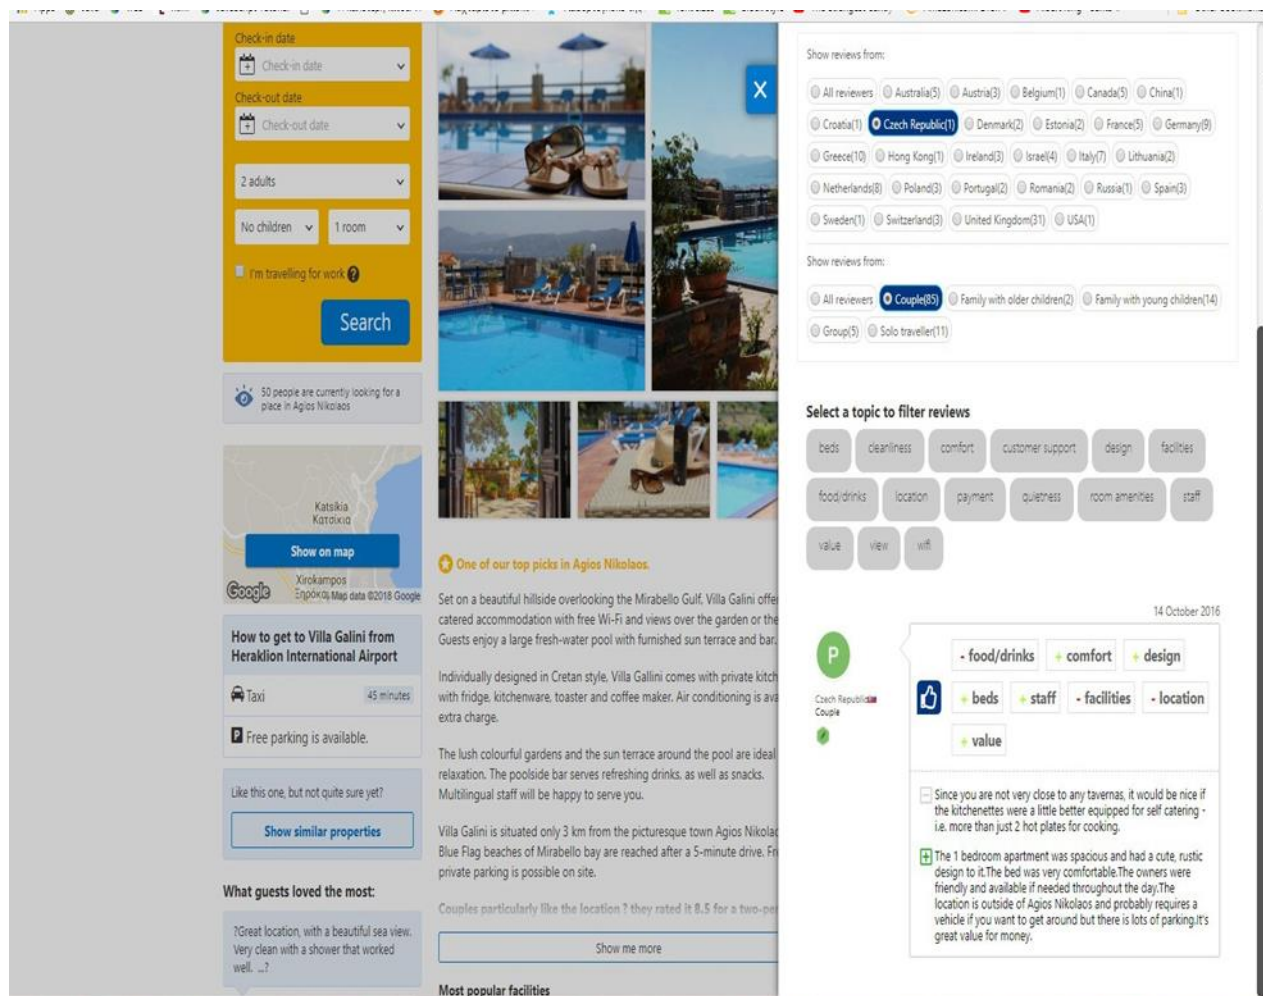 Check-in date
Check-in date
Check-out date
Check-out date
2 adults
No children
1 room
I'm travelling for work
Search
50 people are currently looking for a
place in Agios Nikolaos
Katsikia
Κατσίκια
Show on map
Xirokampos
Google
Map data ©2018 Google
How to get to Villa Galini from
Heraklion International Airport
Taxi
45 minutes
P Free parking is available.
Like this one, but not quite sure yet?
Show similar properties
What guests loved the most:
?Great location, with a beautiful sea view.
Very clean with a shower that worked
well. ...?
X
One of our top picks in Agios Nikolaos.
Set on a beautiful hillside overlooking the Mirabello Gulf, Villa Galini offe
catered accommodation with free Wi-Fi and views over the garden or the
Guests enjoy a large fresh-water pool with furnished sun terrace and bar.
Individually designed in Cretan style, Villa Gallini comes with private kitch
with fridge, kitchenware, toaster and coffee maker. Air conditioning is ava
extra charge.
The lush colourful gardens and the sun terrace around the pool are ideal
relaxation. The poolside bar serves refreshing drinks, as well as snacks.
Multilingual staff will be happy to serve you.
Villa Galini is situated only 3 km from the picturesque town Agios Nikola
Blue Flag beaches of Mirabello bay are reached after a 5-minute drive. Fr
private parking is possible on site.
Couples particularly like the location ? they rated it 8.5 for a two-pe
Show me more
Most popular facilities
Show reviews from:
All reviewers Australia(5) Austria(3) Belgium(1) Canada(5) China(1)
Croatia(1) Czech Republic(1) Denmark(2) Estonia(2) France(5) Germany(9)
Greece(10) Hong Kong(1) Ireland(3) Israel(4) Italy(7) Lithuania(2)
Netherlands(8) Poland(3) Portugal(2) Romania(2) Russia(1) Spain(3)
Sweden(1) Switzerland(3) United Kingdom(31) USA(1)
Show reviews from:
All reviewers Couple(85) Family with older children(2) Family with young children(14)
Group(5) Solo traveller(11)
Select a topic to filter reviews
beds cleanliness comfort customer support design facilities
food/drinks location payment quietness room amenities staff
value view wifi
14 October 2016
P
Czech Republic
Couple
- food/drinks + comfort + design
+ beds + staff - facilities - location
+ value
Since you are not very close to any tavernas, it would be nice if
the kitchenettes were a little better equipped for self catering -
i.e. more than just 2 hot plates for cooking.
The 1 bedroom apartment was spacious and had a cute, rustic
design to it.The bed was very comfortable.The owners were
friendly and available if needed throughout the day.The
location is outside of Agios Nikolaos and probably requires a
vehicle if you want to get around but there is lots of parking.It's
great value for money.